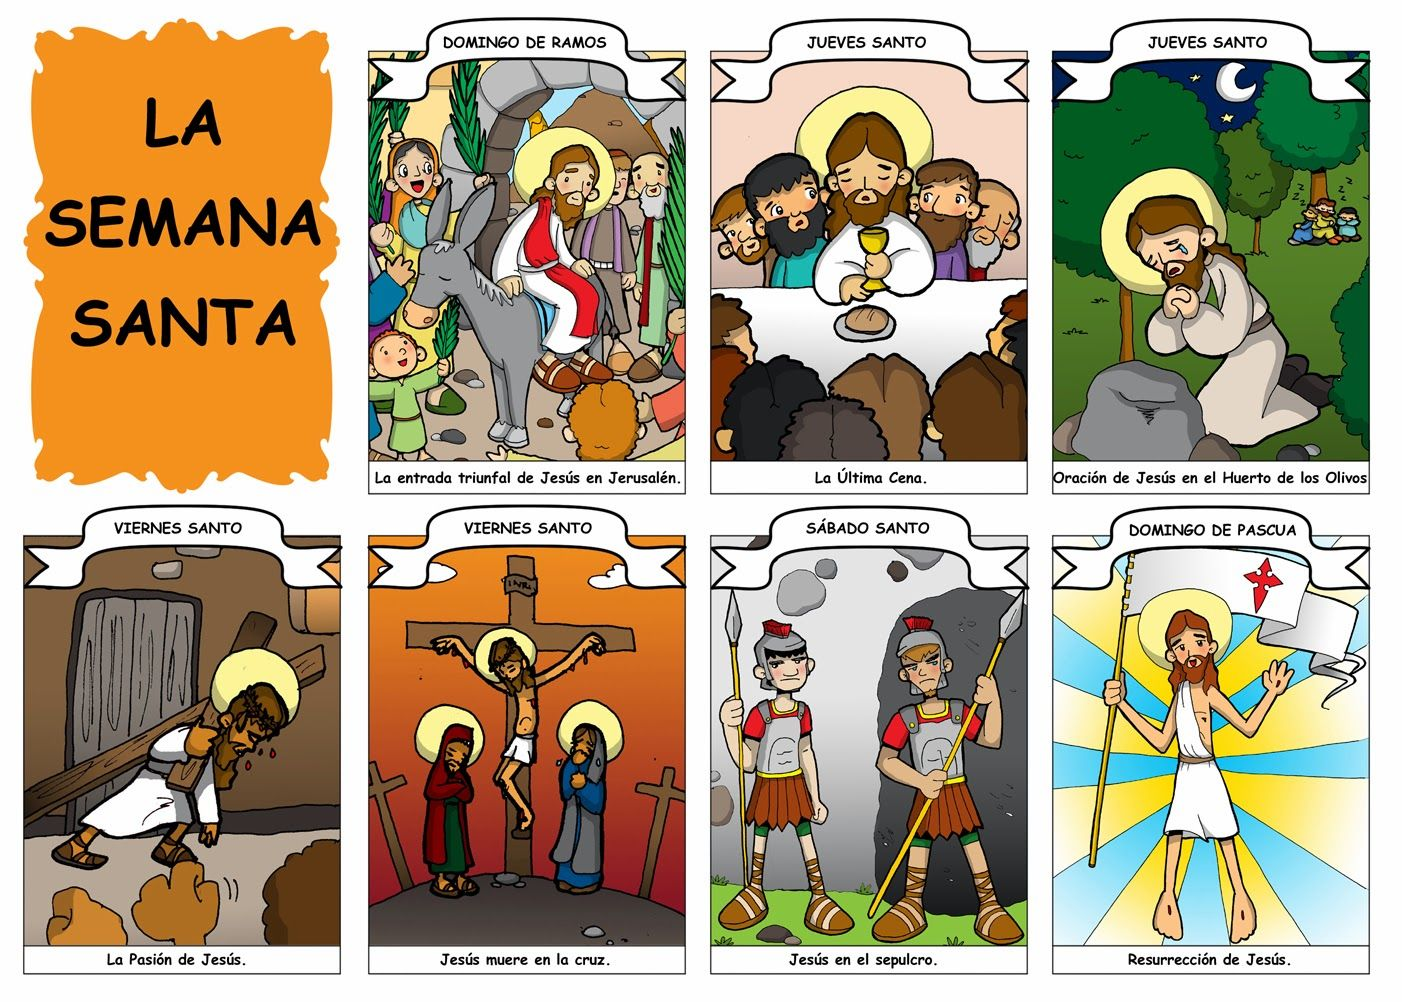 LA
SEMANA
SANTA
DOMINGO DE RAMOS
La entrada triunfal de Jesús en Jerusalén.
JUEVES SANTO
La Última Cena.
JUEVES SANTO
z z z z
Oración de Jesús en el Huerto de los Olivos
VIERNES SANTO
La Pasión de Jesús.
VIERNES SANTO
INRI
Jesús muere en la cruz.
SÁBADO SANTO
Jesús en el sepulcro.
DOMINGO DE PASCUA
Resurrección de Jesús.